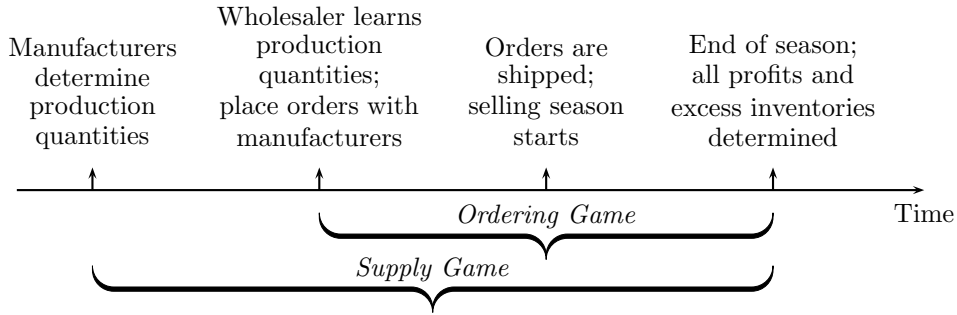 Manufacturers
determine
production
quantities
Wholesaler learns
production
quantities;
place orders with
manufacturers
Orders are
shipped;
selling season
starts
End of season;
all profits and
excess inventories
determined
Time
Ordering Game
Supply Game